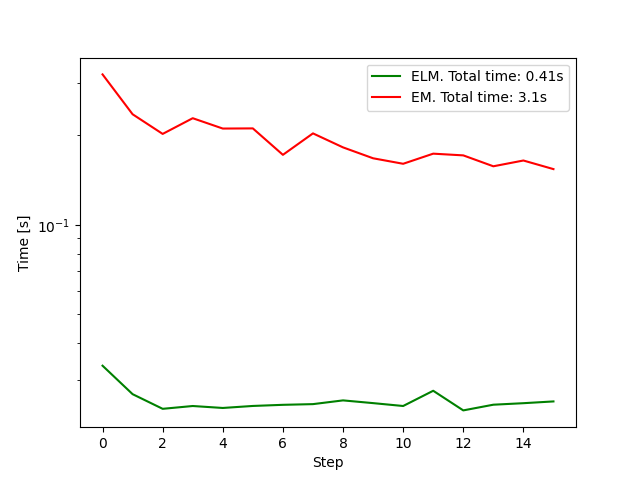 ELM. Total time: 0.41s
EM. Total time: 3.1s
Time [s]
10⁻¹
0 2 4 6 8 10 12 14
Step